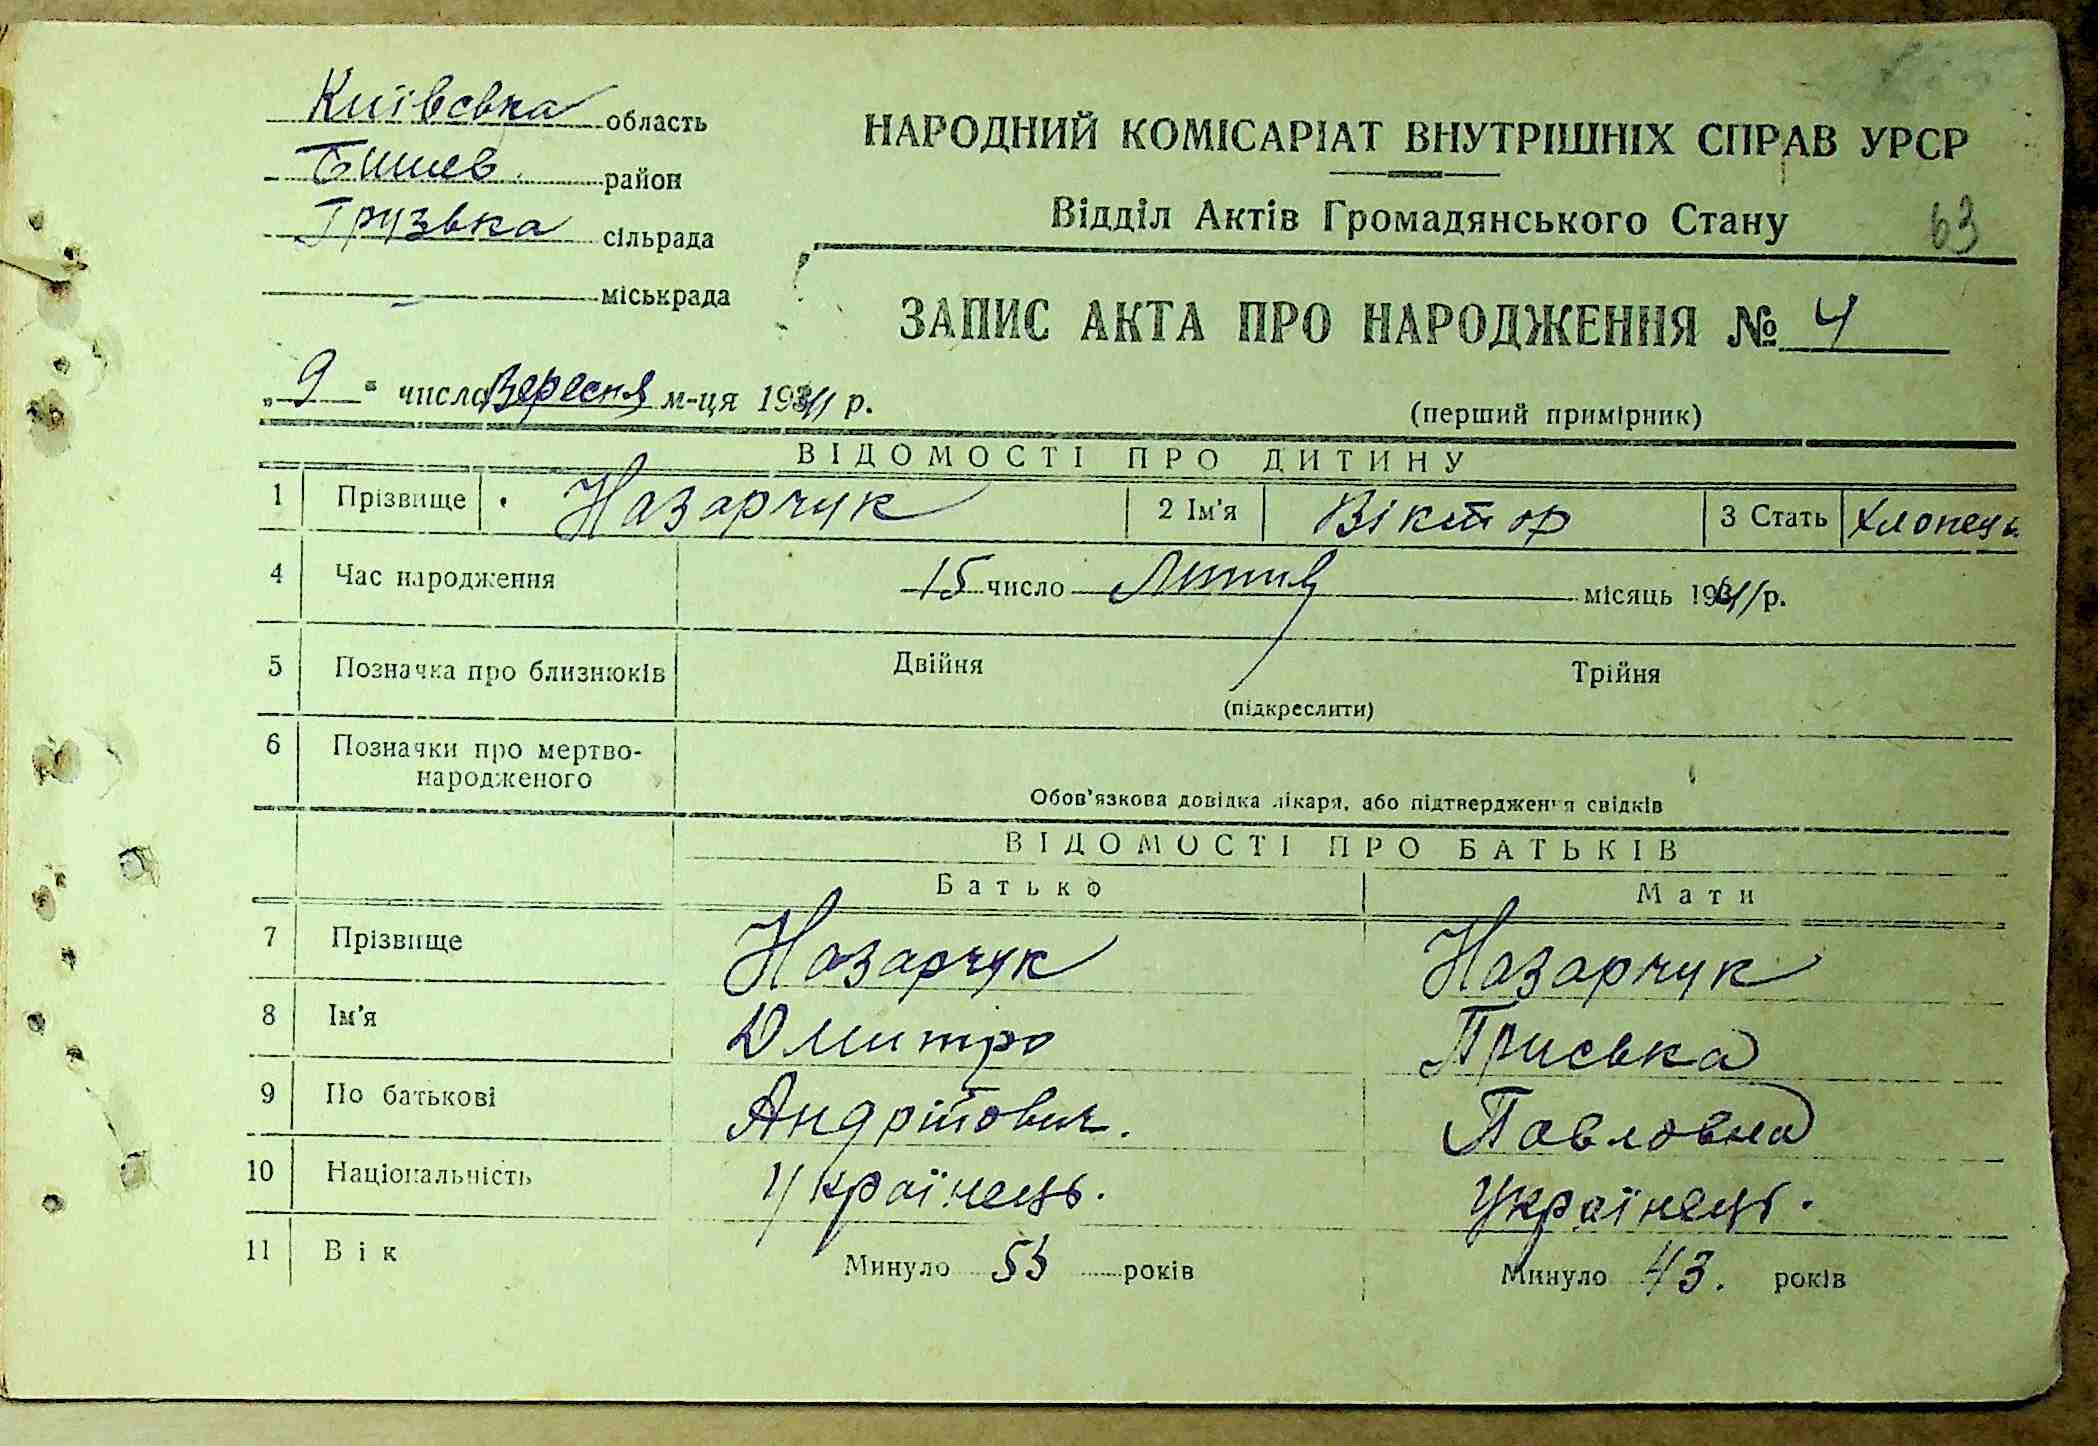 Київська область
Бишев район
Грузька сільрада
міськрада
НАРОДНИЙ КОМІСАРІАТ ВНУТРІШНІХ СПРАВ УРСР
Відділ Актів Громадянського Стану
63
ЗАПИС АКТА ПРО НАРОДЖЕННЯ № 4
„9“ числа Вересня м-ця 1941 р.
(перший примірник)
ВІДОМОСТІ ПРО ДИТИНУ
1 Прізвище Назарчук 2 Ім'я Віктор 3 Стать Хлопець
4 Час народження 15 число Липня місяць 1941 р.
5 Позначка про близнюків Двійня Трійня
(підкреслити)
6 Позначки про мертво-
народженого
Обов'язкова довідка лікаря, або підтвердження свідків
ВІДОМОСТІ ПРО БАТЬКІВ
Батько Мати
7 Прізвище Назарчук Назарчук
8 Ім'я Дмитро Приська
9 По батькові Андрійович. Павловна
10 Національність Українець. Українець.
11 Вік Минуло 53 років Минуло 43. років